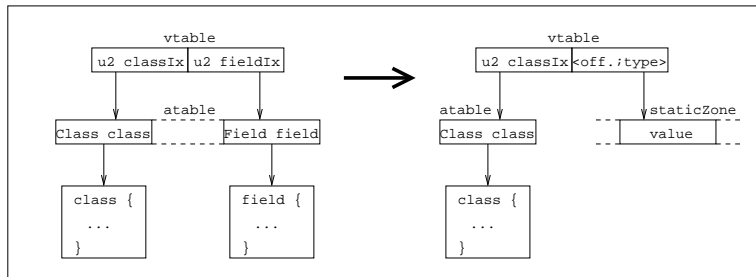 vtable
u2 classIx u2 fieldIx
atable
Class class Field field
class {
...
}
field {
...
}
vtable
u2 classIx <off.;type>
atable
Class class
staticZone
value
class {
...
}